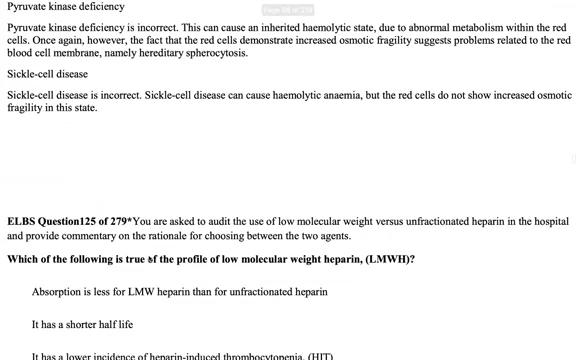 Pyruvate kinase deficiency
Pyruvate kinase deficiency is incorrect. This can cause an inherited haemolytic state, due to abnormal metabolism within the red
cells. Once again, however, the fact that the red cells demonstrate increased osmotic fragility suggests problems related to the red
blood cell membrane, namely hereditary spherocytosis.
Sickle-cell disease
Sickle-cell disease is incorrect. Sickle-cell disease can cause haemolytic anaemia, but the red cells do not show increased osmotic
fragility in this state.
ELBS Question125 of 279*You are asked to audit the use of low molecular weight versus unfractionated heparin in the hospital
and provide commentary on the rationale for choosing between the two agents.
Which of the following is true of the profile of low molecular weight heparin, (LMWH)?
Absorption is less for LMW heparin than for unfractionated heparin
It has a shorter half life
It has a lower incidence of heparin-induced thrombocytopenia, (HIT)